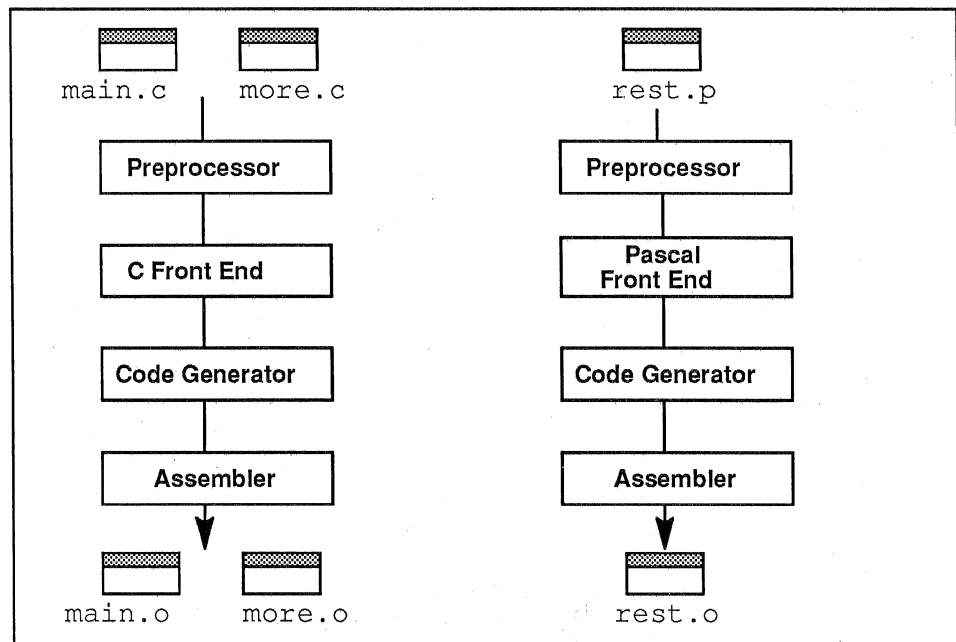 main.c more.c
rest.p
Preprocessor
Preprocessor
C Front End
Pascal
Front End
Code Generator
Code Generator
Assembler
Assembler
main.o more.o
rest.o